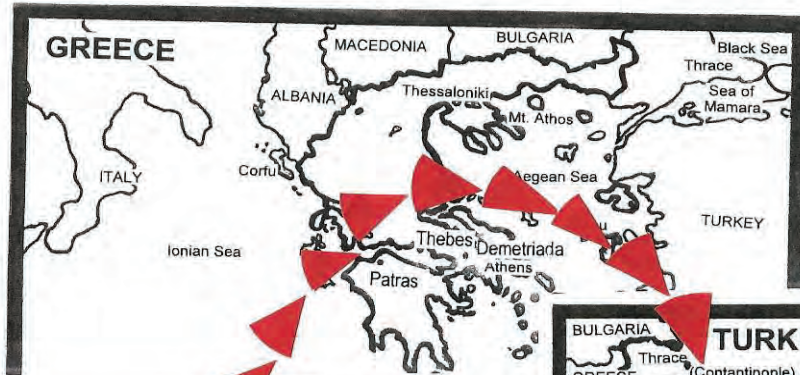 GREECE
MACEDONIA
BULGARIA
Black Sea
Thrace
Sea of
Mamara
ALBANIA
Thessaloniki
Mt. Athos
ITALY
Corfu
Aegean Sea
TURKEY
Ionian Sea
Thebes
Demetriada
Athens
Patras
BULGARIA
TURK
Thrace
GREECE
(Contantinople)